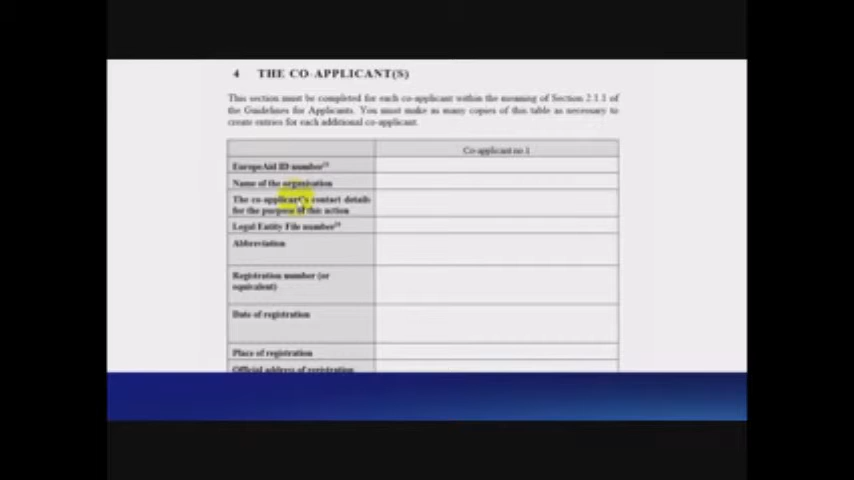 4 THE CO-APPLICANT(S)
This section must be completed for each co-applicant within the meaning of Section 2.1.1 of
the Guidelines for Applicants. You must make as many copies of this table as necessary to
create entries for each additional co-applicant.
Co-applicant no.1
EuropeAid ID number
Name of the organisation
The co-applicant's contact details
for the purpose of this action
Legal Entity File number
Abbreviation
Registration number (or
equivalent)
Date of registration
Place of registration
Official address of registration